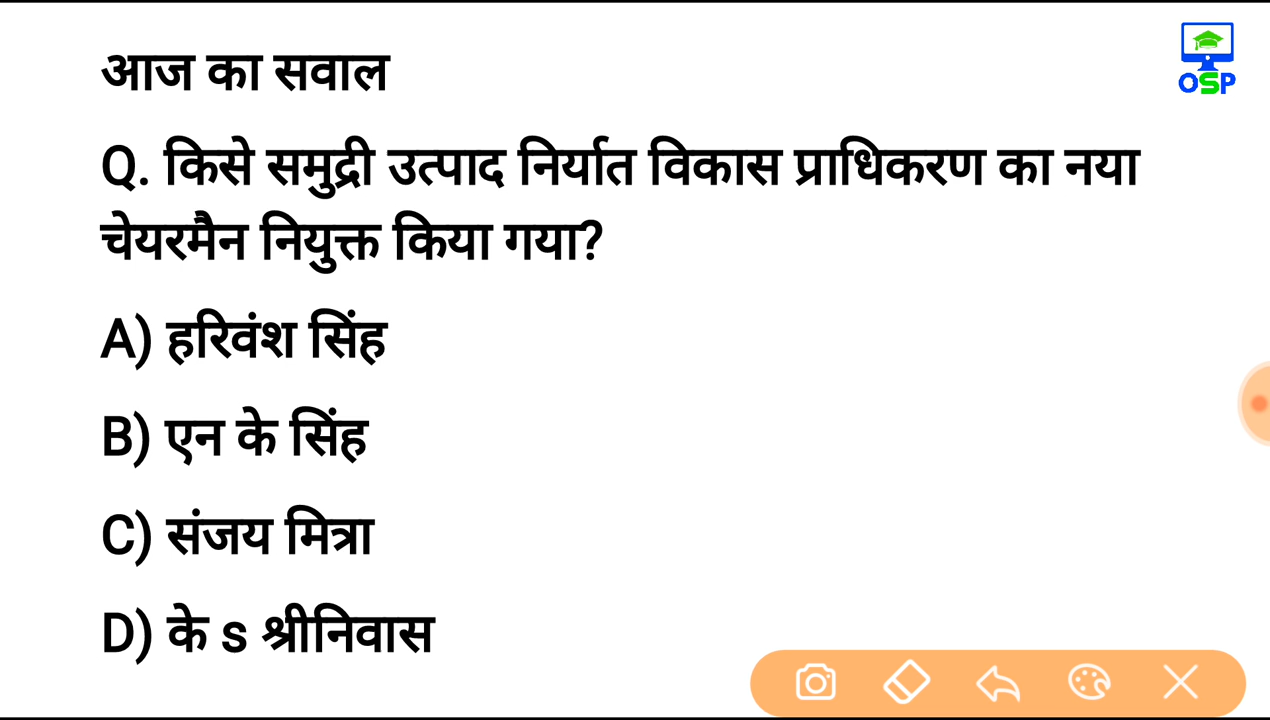 आज का सवाल
OSP
Q. किसे समुद्री उत्पाद निर्यात विकास प्राधिकरण का नया
चेयरमैन नियुक्त किया गया?
A) हरिवंश सिंह
B) एन के सिंह
C) संजय मित्रा
D) के s श्रीनिवास